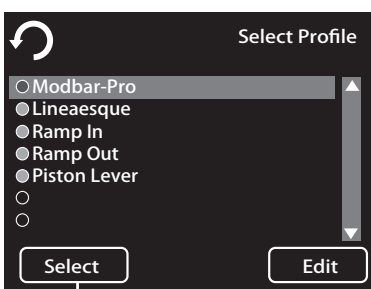 Select Profile
Modbar-Pro
Lineaesque
Ramp In
Ramp Out
Piston Lever
Select
Edit